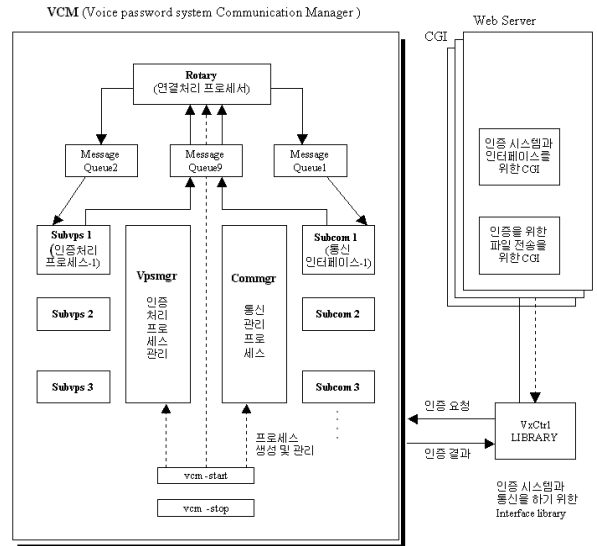 VCM (Voice password system Communication Manager )
Web Server
CGI
Rotary
(연결처리 프로세서)
Message
Queue2
Message
Queue9
Message
Queue1
인증 시스템과
인터페이스를
위한 CGI
Subvps 1
(인증처리
프로세스-1)
Vpsmgr
인증
처리
프로
세스
관리
Commgr
통신
관리
프로
세스
Subcom 1
(통신
인터페이스-1)
인증을 위한
파일 전송을
위한 CGI
Subvps 2
Subcom 2
Subvps 3
Subcom 3
인증 요청
인증 결과
VxCtrl
LIBRARY
프로세스
생성 및 관리
vcm -start
vcm -stop
인증 시스템과
통신을 하기 위한
Interface library